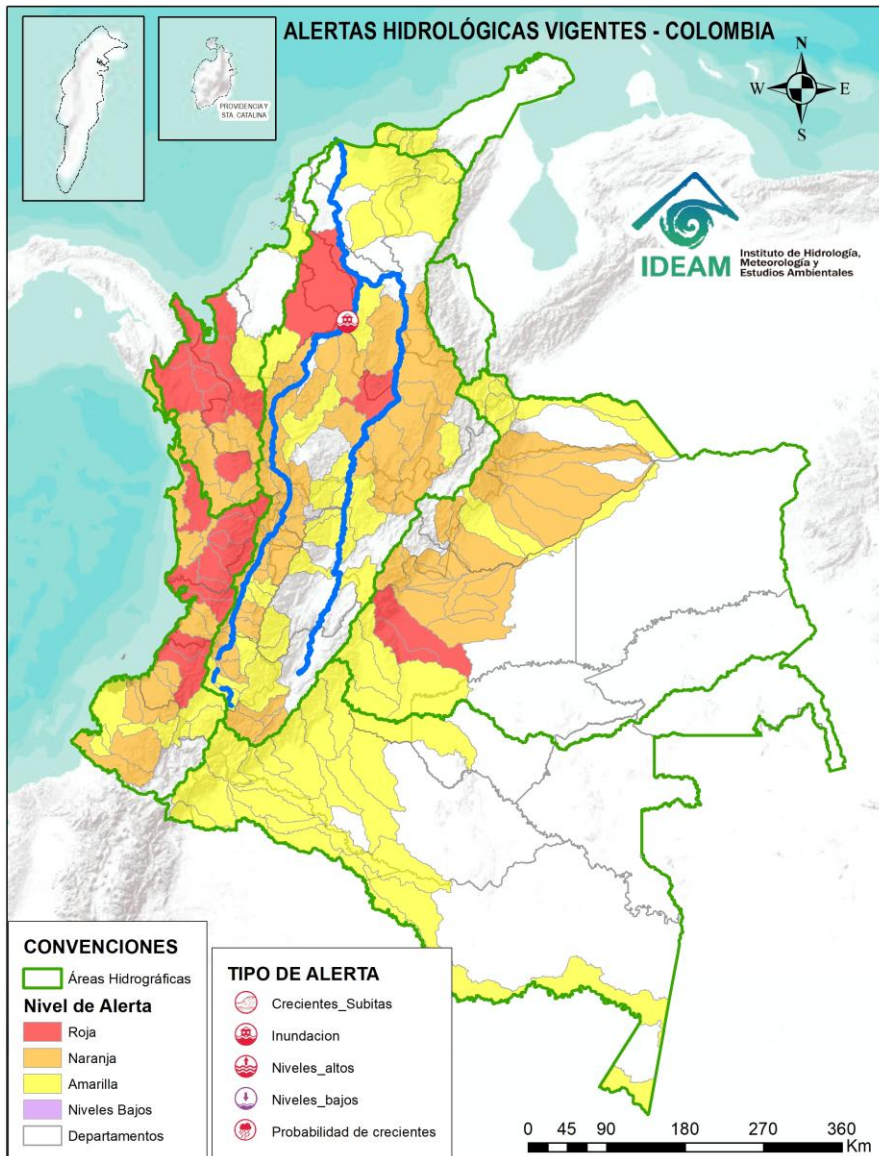 ALERTAS HIDROLÓGICAS VIGENTES - COLOMBIA
PROVIDENCIA Y
STA. CATALINA
N
W
E
S
IDEAM
Instituto de Hidrología,
Meteorología y
Estudios Ambientales
CONVENCIONES
Áreas Hidrográficas
Nivel de Alerta
Roja
Naranja
Amarilla
Niveles Bajos
Departamentos
TIPO DE ALERTA
Crecientes_Subitas
Inundacion
Niveles_altos
Niveles_bajos
Probabilidad de crecientes
0 45 90 180 270 360
Km